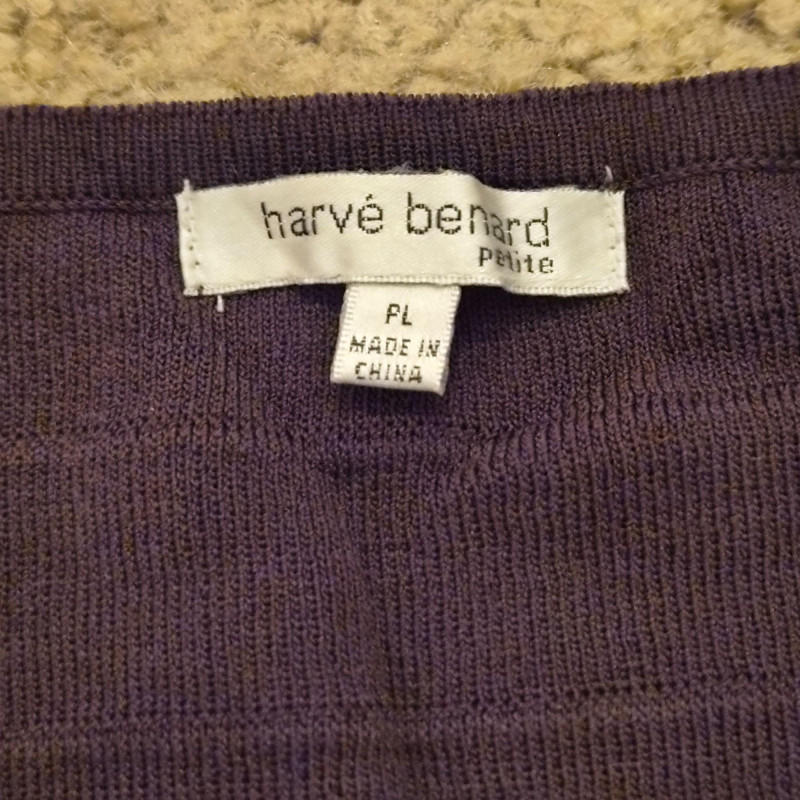 harvé benard
Petite
PL
MADE IN
CHINA